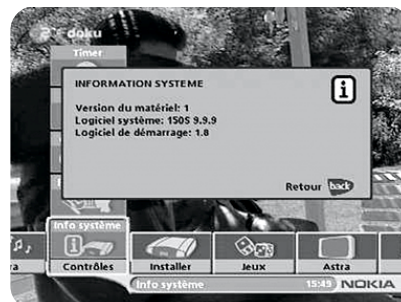 doku
Timer
INFORMATION SYSTEME
Version du matériel: 1
Logiciel système: 150S 9.9.9
Logiciel de démarrage: 1.8
Retour back
Info système
Contrôles Installer Jeux Astra
Info système 15:49 NOKIA